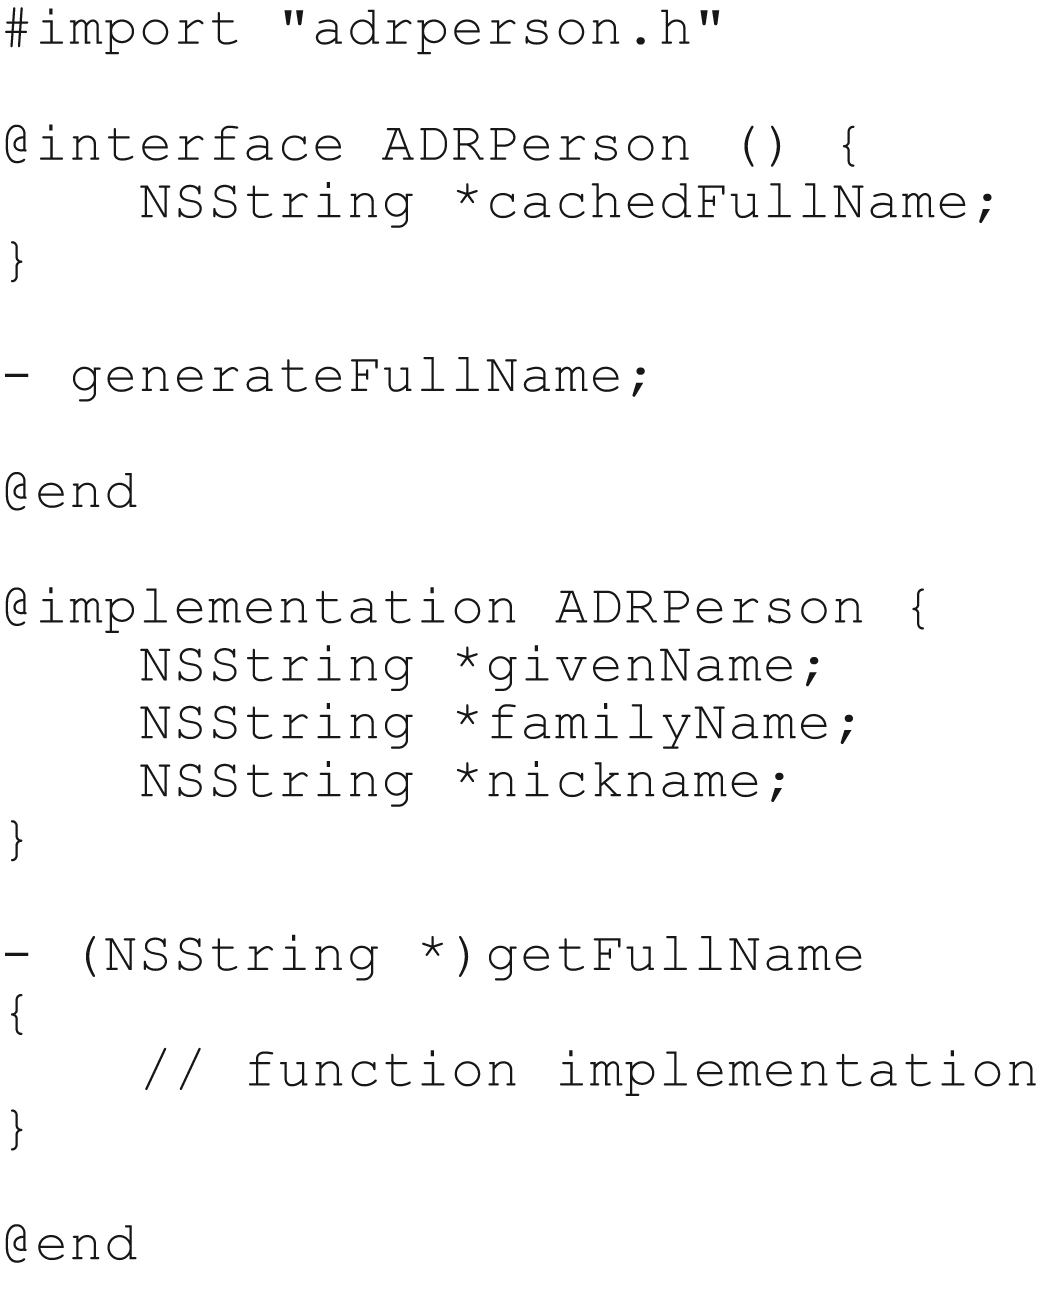 #import "adrperson.h"
@interface ADRPerson () {
NSString *cachedFullName;
}
- generateFullName;
@end
@implementation ADRPerson {
NSString *givenName;
NSString *familyName;
NSString *nickname;
}
- (NSString *)getFullName
{
// function implementation
}
@end